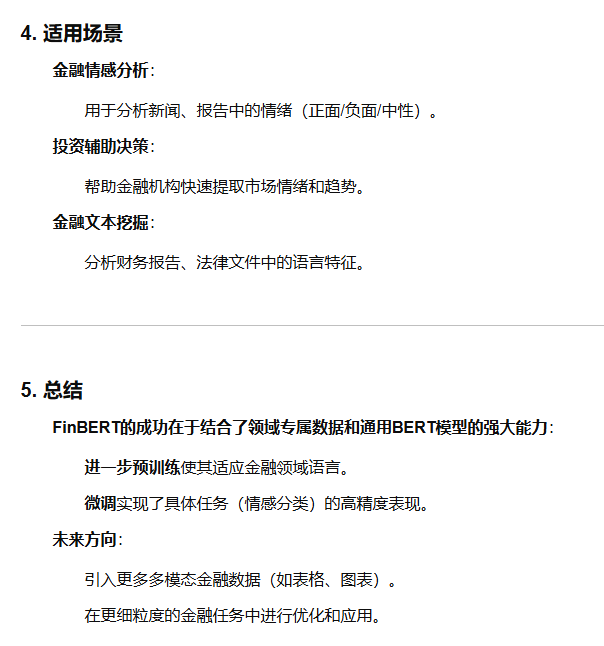 4. 适用场景
金融情感分析：
用于分析新闻、报告中的情绪（正面/负面/中性）。
投资辅助决策：
帮助金融机构快速提取市场情绪和趋势。
金融文本挖掘：
分析财务报告、法律文件中的语言特征。
5. 总结
FinBERT的成功在于结合了领域专属数据和通用BERT模型的强大能力：
进一步预训练使其适应金融领域语言。
微调实现了具体任务（情感分类）的高精度表现。
未来方向：
引入更多多模态金融数据（如表格、图表）。
在更细粒度的金融任务中进行优化和应用。